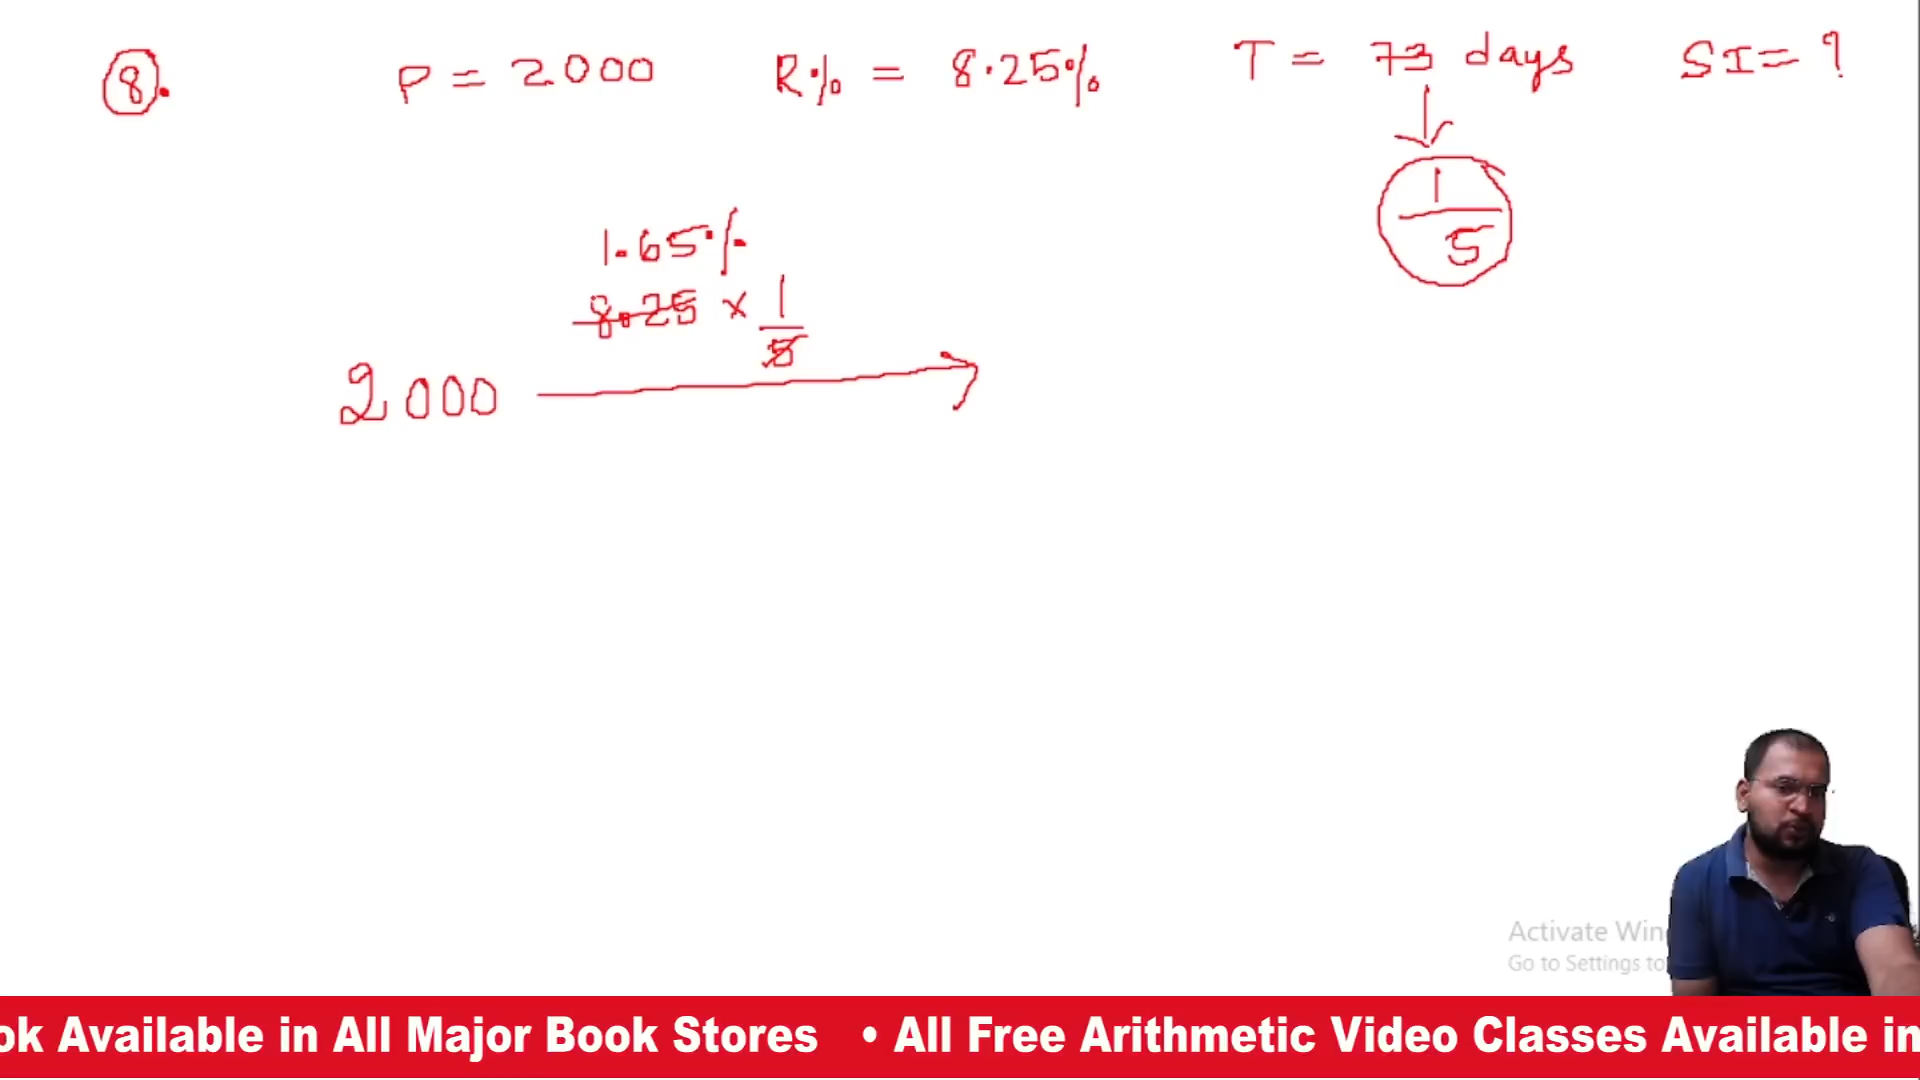 8. P = 2000 R% = 8.25% T = 73 days SI = ?
1
5
1.65%
8.25 × 1
5
2000
Activate Win
Go to Settings to
ok Available in All Major Book Stores • All Free Arithmetic Video Classes Available in